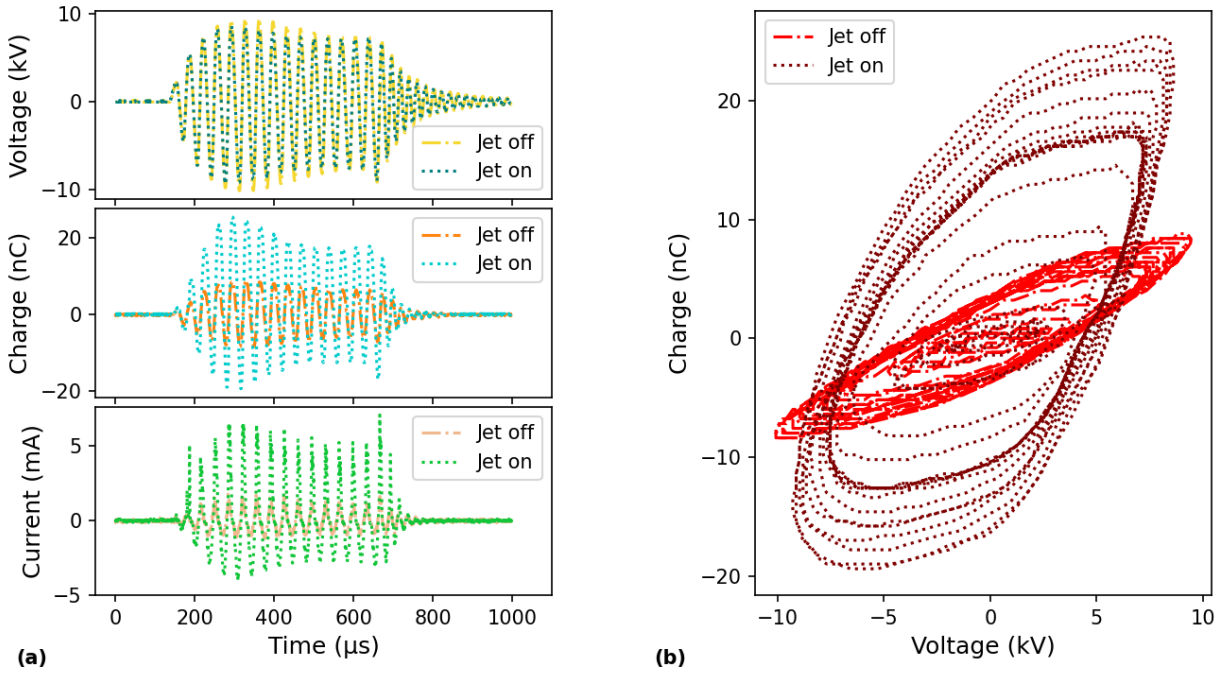 10
0
−10
Voltage (kV)
Jet off
Jet on
20
0
−20
Charge (nC)
Jet off
Jet on
5
0
−5
Current (mA)
Jet off
Jet on
0
200
400
600
800
1000
Time (µs)
(a)
20
10
0
−10
−20
Charge (nC)
Jet off
Jet on
−10
−5
0
5
10
Voltage (kV)
(b)